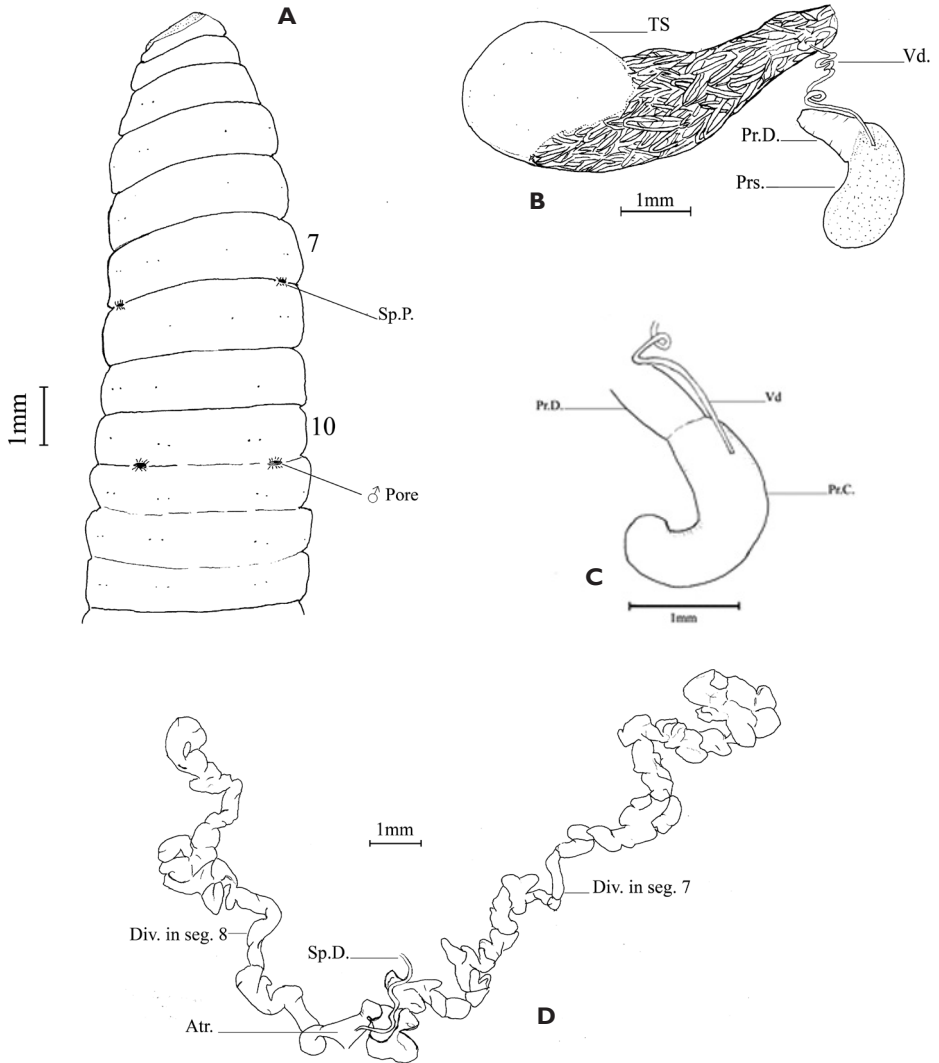 A
7
Sp.P.
1mm
10
♂ Pore
TS
Vd.
Pr.D.
Prs.
B
1mm
Pr.D.
Vd
Pr.C.
C
1mm
1mm
Div. in seg. 7
Div. in seg. 8
Sp.D.
Atr.
D